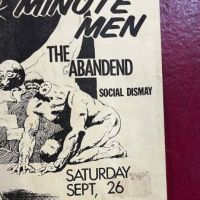 MINUTE
MEN
THE
ABANDEND
SOCIAL DISMAY
SATURDAY
SEPT, 26